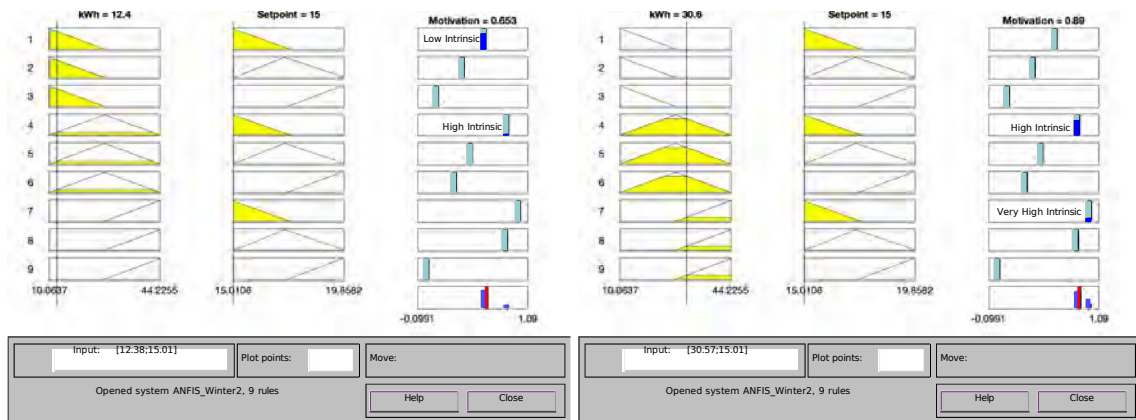 kWh = 12.4 Setpoint = 15 Motivation = 0.653
1 Low Intrinsic
2
3
4 High Intrinsic
5
6
7
8
9
10.0637 44.2255 15.0106 19.8582
-0.0991 1.09
Input: [12.38;15.01] Plot points: Move:
Opened system ANFIS_Winter2, 9 rules Help Close
kWh = 30.6 Setpoint = 15 Motivation = 0.89
1
2
3
4 High Intrinsic
5
6
7 Very High Intrinsic
8
9
10.0637 44.2255 15.0106 19.8582
-0.0991 1.09
Input: [30.57;15.01] Plot points: Move:
Opened system ANFIS_Winter2, 9 rules Help Close